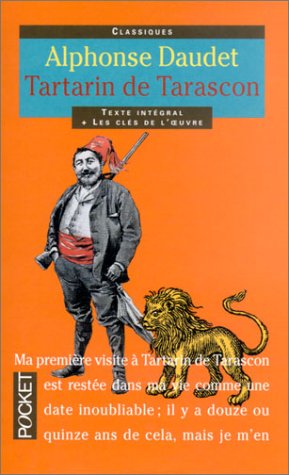 CLASSIQUES
Alphonse Daudet
Tartarin de Tarascon
TEXTE INTÉGRAL
+ LES CLÉS DE L'ŒUVRE
Ma première visite à Tartarin de Tarascon
est restée dans ma vie comme une
date inoubliable ; il y a douze ou
quinze ans de cela, mais je m'en
POCKET